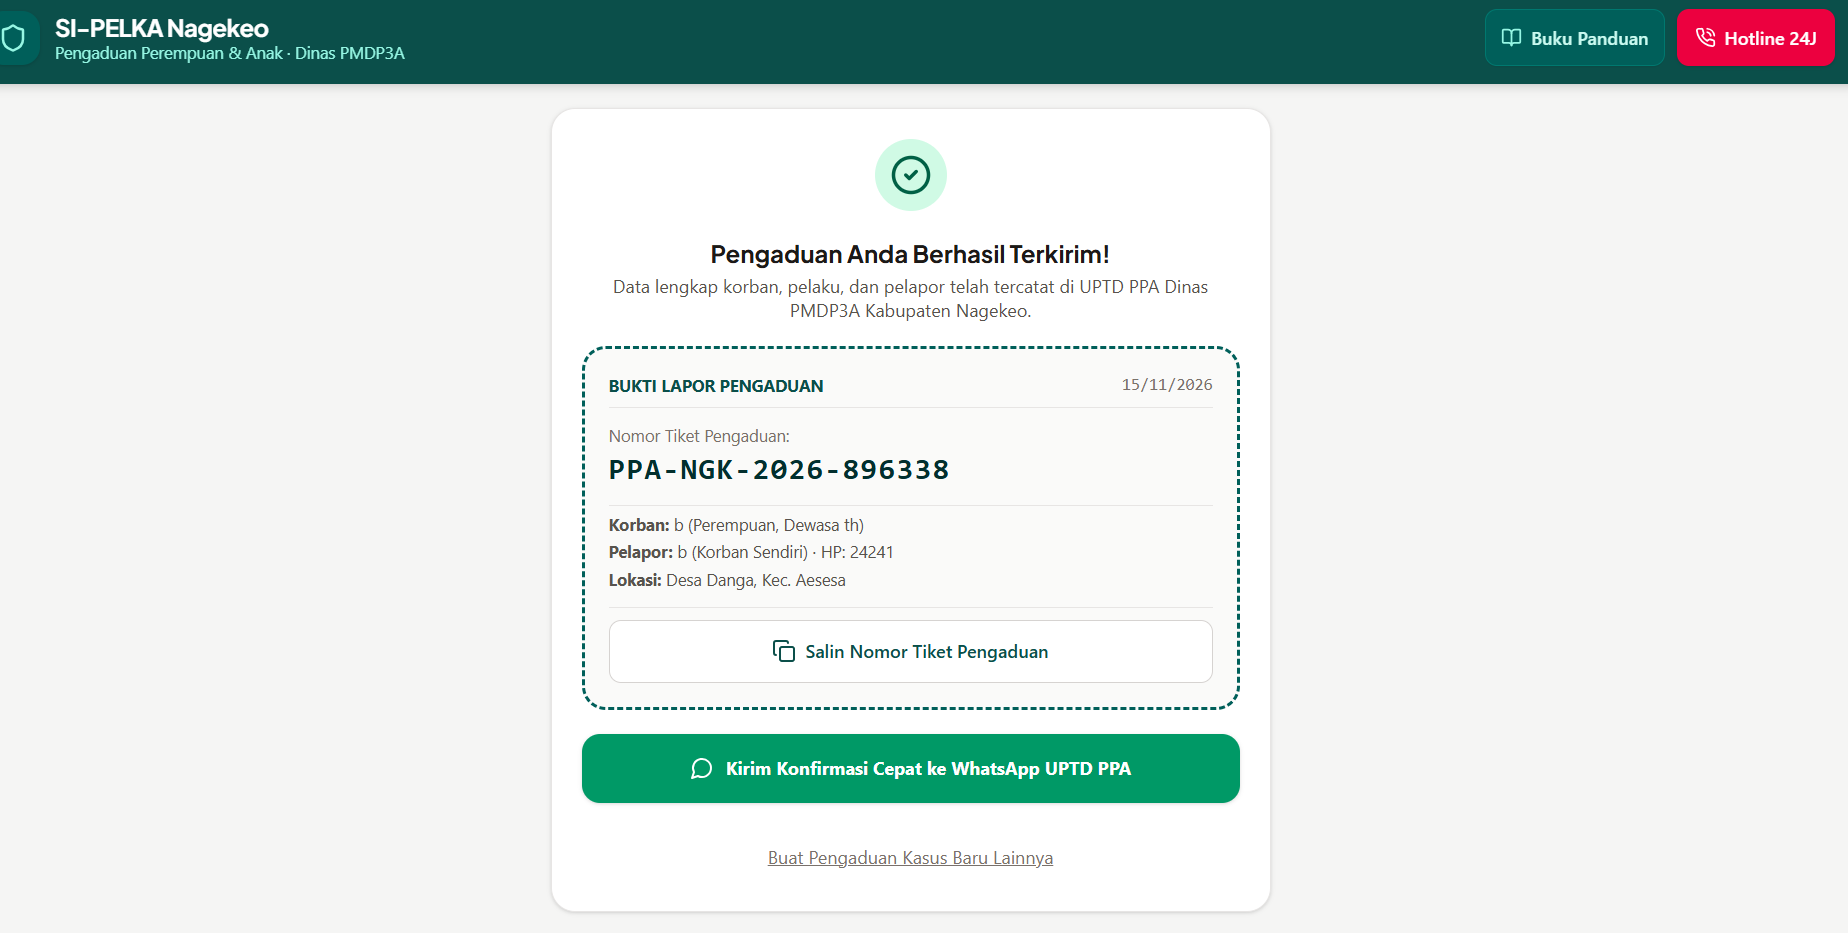 SI-PELKA Nagekeo
Pengaduan Perempuan & Anak · Dinas PMDP3A
Buku Panduan
Hotline 24J
Pengaduan Anda Berhasil Terkirim!
Data lengkap korban, pelaku, dan pelapor telah tercatat di UPTD PPA Dinas
PMDP3A Kabupaten Nagekeo.
BUKTI LAPOR PENGADUAN
15/11/2026
Nomor Tiket Pengaduan:
PPA-NGK-2026-896338
Korban: b (Perempuan, Dewasa th)
Pelapor: b (Korban Sendiri) · HP: 24241
Lokasi: Desa Danga, Kec. Aesesa
Salin Nomor Tiket Pengaduan
Kirim Konfirmasi Cepat ke WhatsApp UPTD PPA
Buat Pengaduan Kasus Baru Lainnya